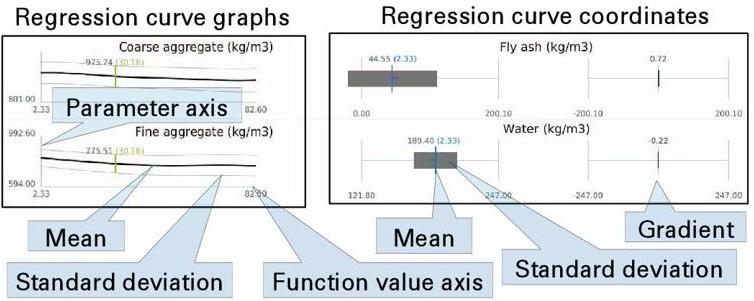 Regression curve graphs
Regression curve coordinates
Coarse aggregate (kg/m3)
975.74 (30.18)
801.00
2.33
82.60
Parameter axis
992.60
Fine aggregate (kg/m3)
775.51 (30.18)
594.00
2.33
82.60
Mean
Standard deviation
Function value axis
Fly ash (kg/m3)
44.55 (2.33)
0.72
0.00
200.10
-200.10
200.10
Water (kg/m3)
189.40 (2.33)
-0.22
121.80
247.00
-247.00
247.00
Mean
Standard deviation
Gradient